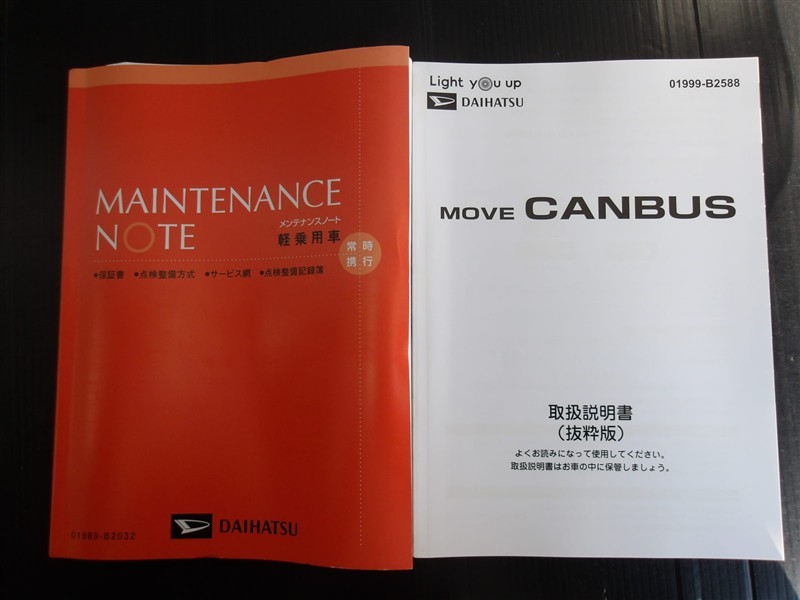 MAINTENANCE
NOTE
メンテナンスノート
軽乗用車
常時
携行
●保証書 ●点検整備方式 ●サービス網 ●点検整備記録簿
DAIHATSU
01989-B2032
Light you up
DAIHATSU
01999-B2588
MOVE CANBUS
取扱説明書
(抜粋版)
よくお読みになって使用してください。
取扱説明書はお車の中に保管しましょう。